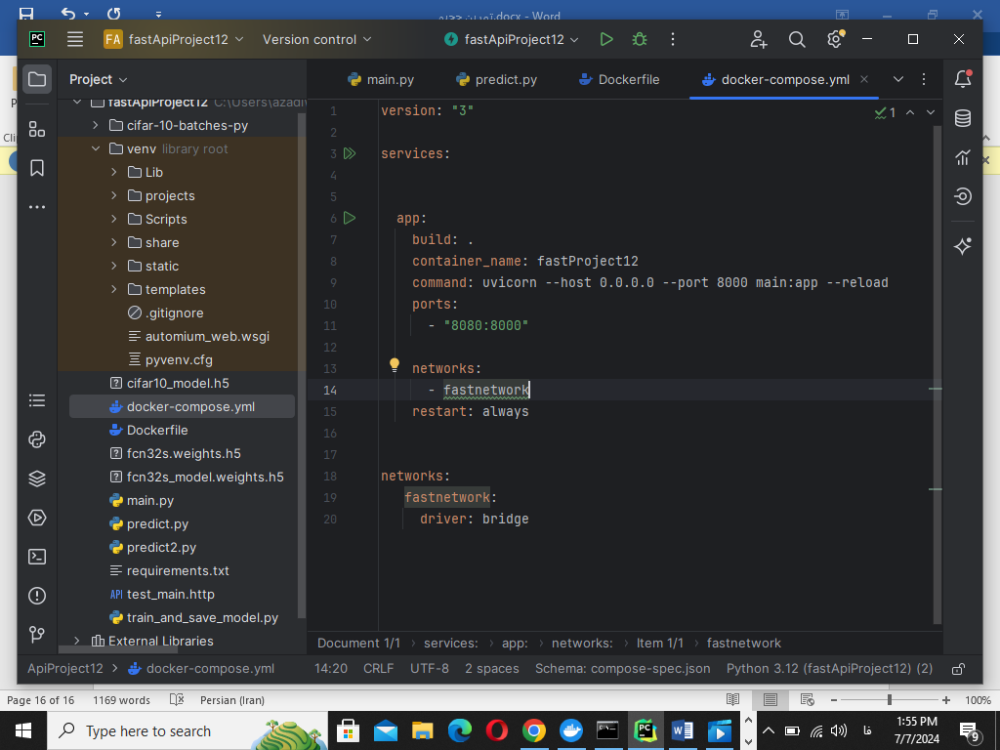 FA fastApiProject12
Version control
fastApiProject12
Project
main.py
predict.py
Dockerfile
docker-compose.yml
fastApiProject12 C:\Users\azadi\
cifar-10-batches-py
venv library root
Lib
projects
Scripts
share
static
templates
.gitignore
automium_web.wsgi
pyvenv.cfg
cifar10_model.h5
docker-compose.yml
Dockerfile
fcn32s.weights.h5
fcn32s_model.weights.h5
main.py
predict.py
predict2.py
requirements.txt
API test_main.http
train_and_save_model.py
External Libraries
1 version: "3"
1
2
3 services:
4
5
6 app:
7 build: .
8 container_name: fastProject12
9 command: uvicorn --host 0.0.0.0 --port 8000 main:app --reload
10 ports:
11 - "8080:8000"
12
13 networks:
14 - fastnetwork
15 restart: always
16
17
18 networks:
19 fastnetwork:
20 driver: bridge
Document 1/1 › services: › app: › networks: › Item 1/1 › fastnetwork
ApiProject12 › docker-compose.yml
14:20 CRLF UTF-8 2 spaces Schema: compose-spec.json Python 3.12 (fastApiProject12) (2)
Page 16 of 16 1169 words Persian (Iran) 100%
Type here to search
فا
1:55 PM
7/7/2024
9